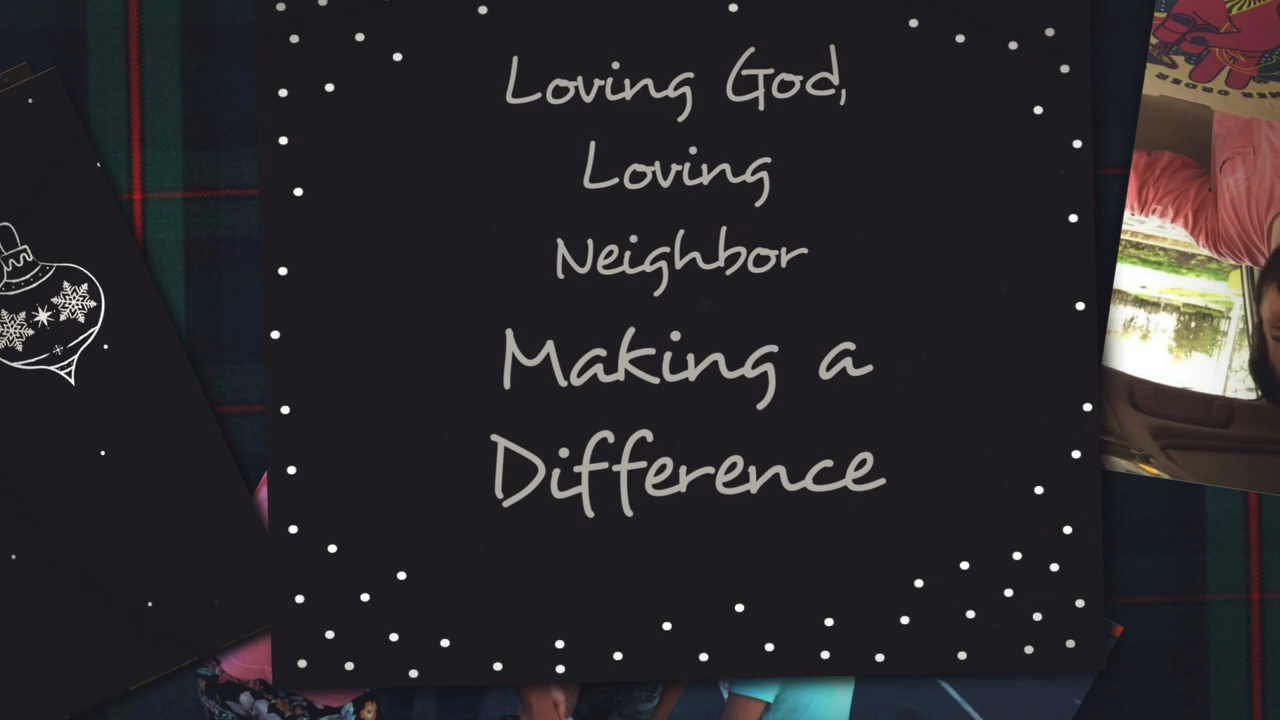 Loving God,
Loving
Neighbor
Making a
Difference